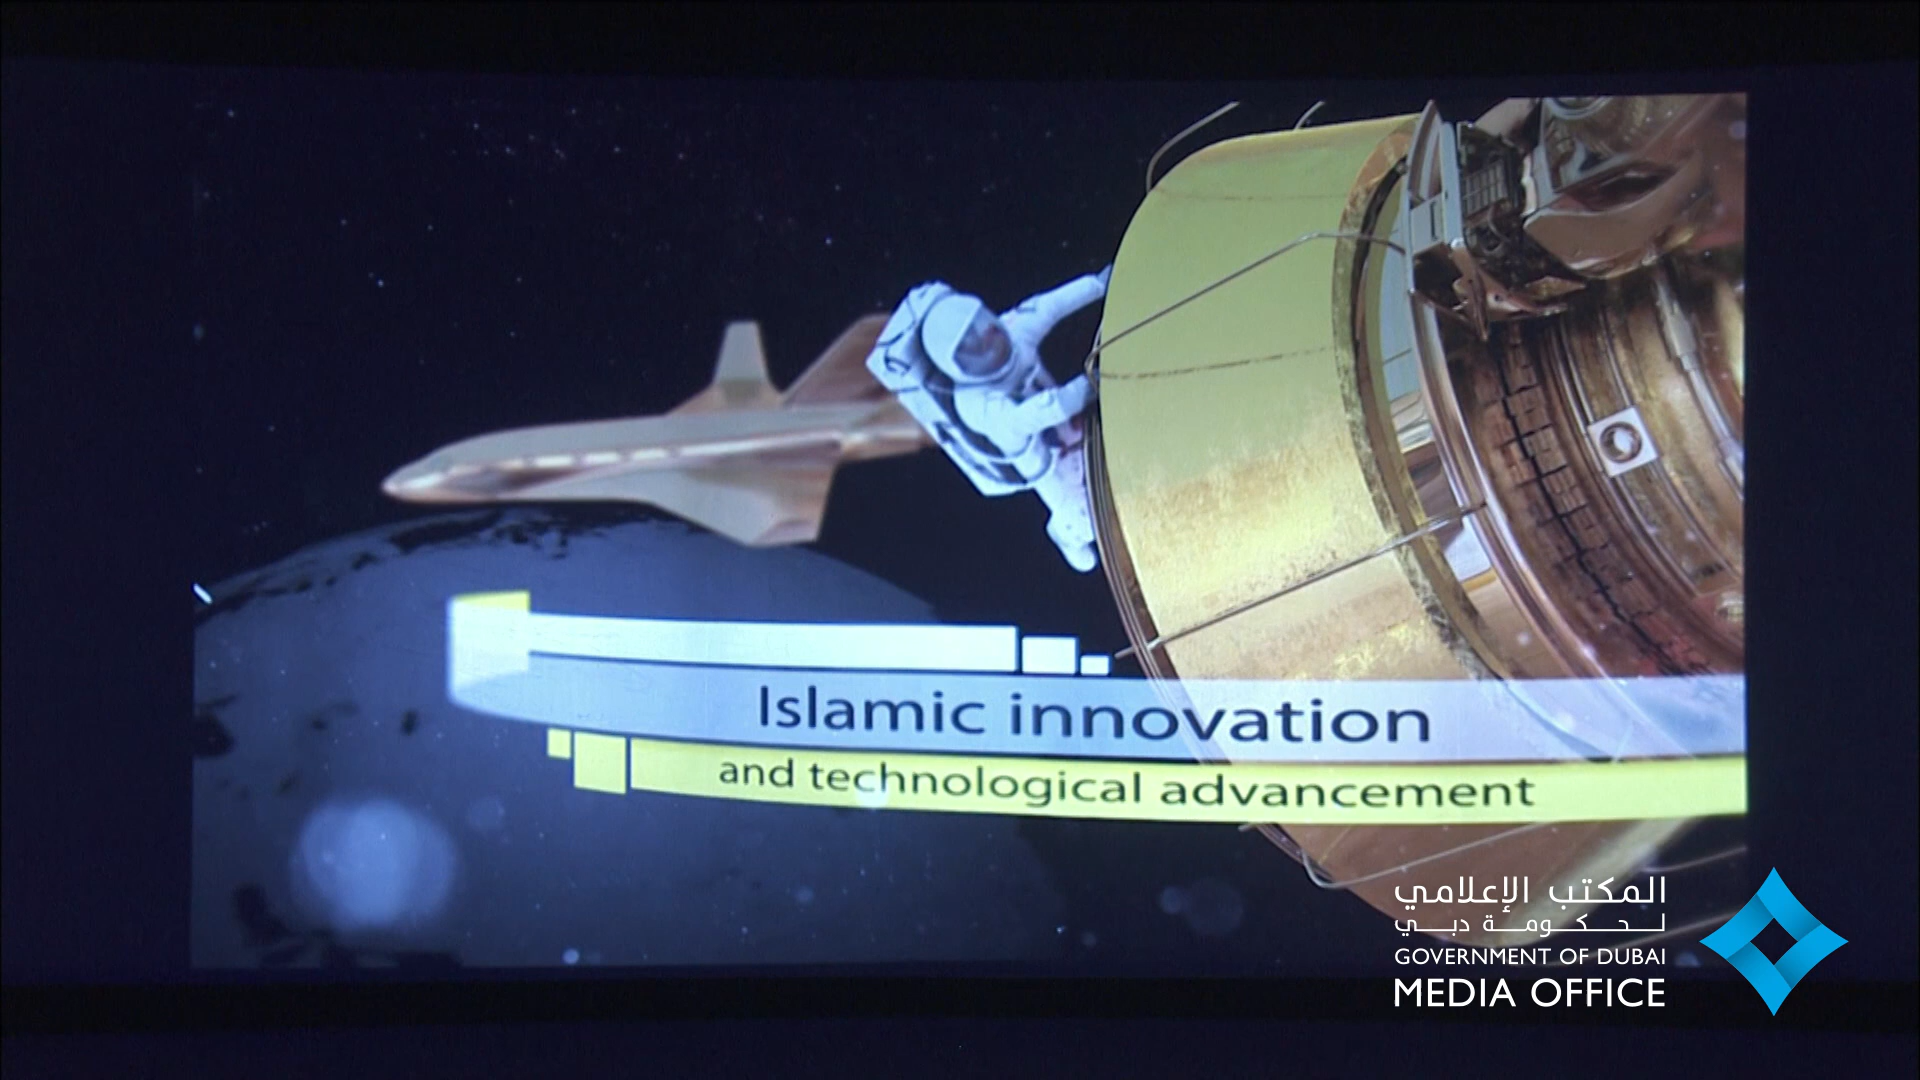 Islamic innovation
and technological advancement
المكتب الإعلامي
لحكومة دبي
GOVERNMENT OF DUBAI
MEDIA OFFICE